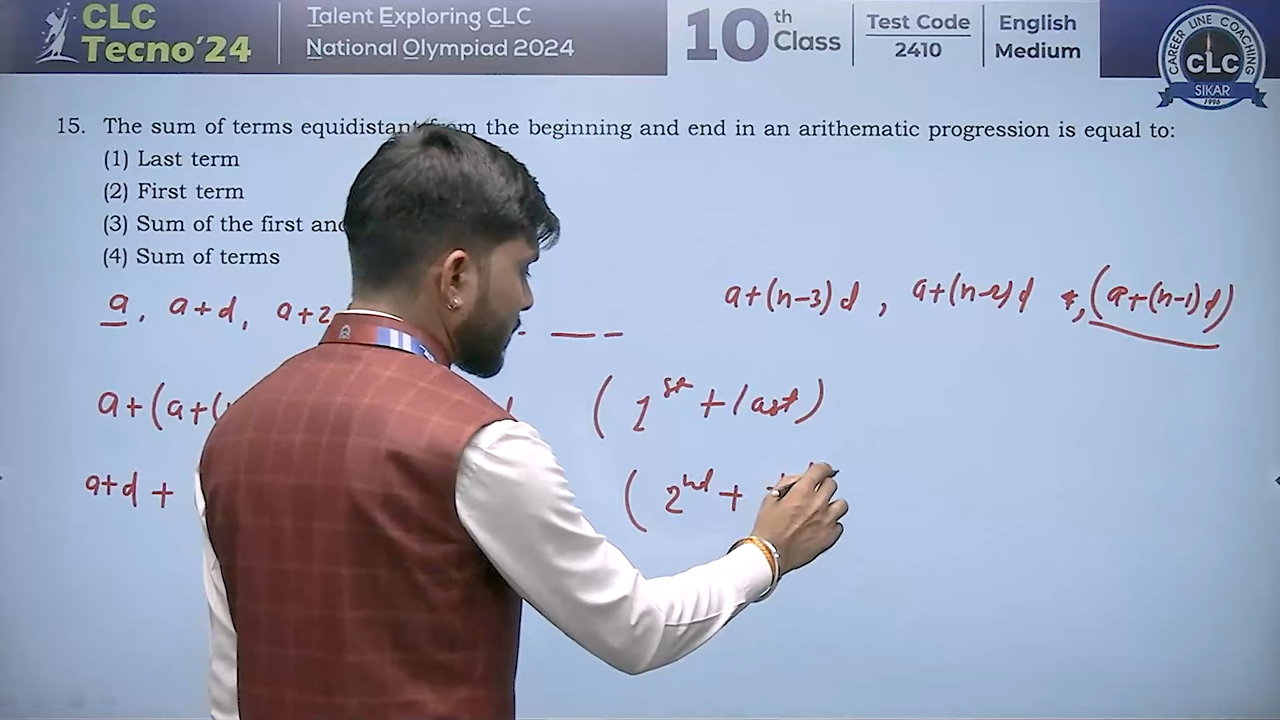 CLC
Tecno'24
Talent Exploring CLC
National Olympiad 2024
10th Class
Test Code
2410
English
Medium
CAREER LINE COACHING
CLC
SIKAR
1996
15. The sum of terms equidistant from the beginning and end in an arithematic progression is equal to:
(1) Last term
(2) First term
(3) Sum of the first and
(4) Sum of terms
a, a+d, a+2 --- a+(n-3)d, a+(n-2)d, (a+(n-1)d)
a+(a+( (1st + last)
a+d + (2nd +